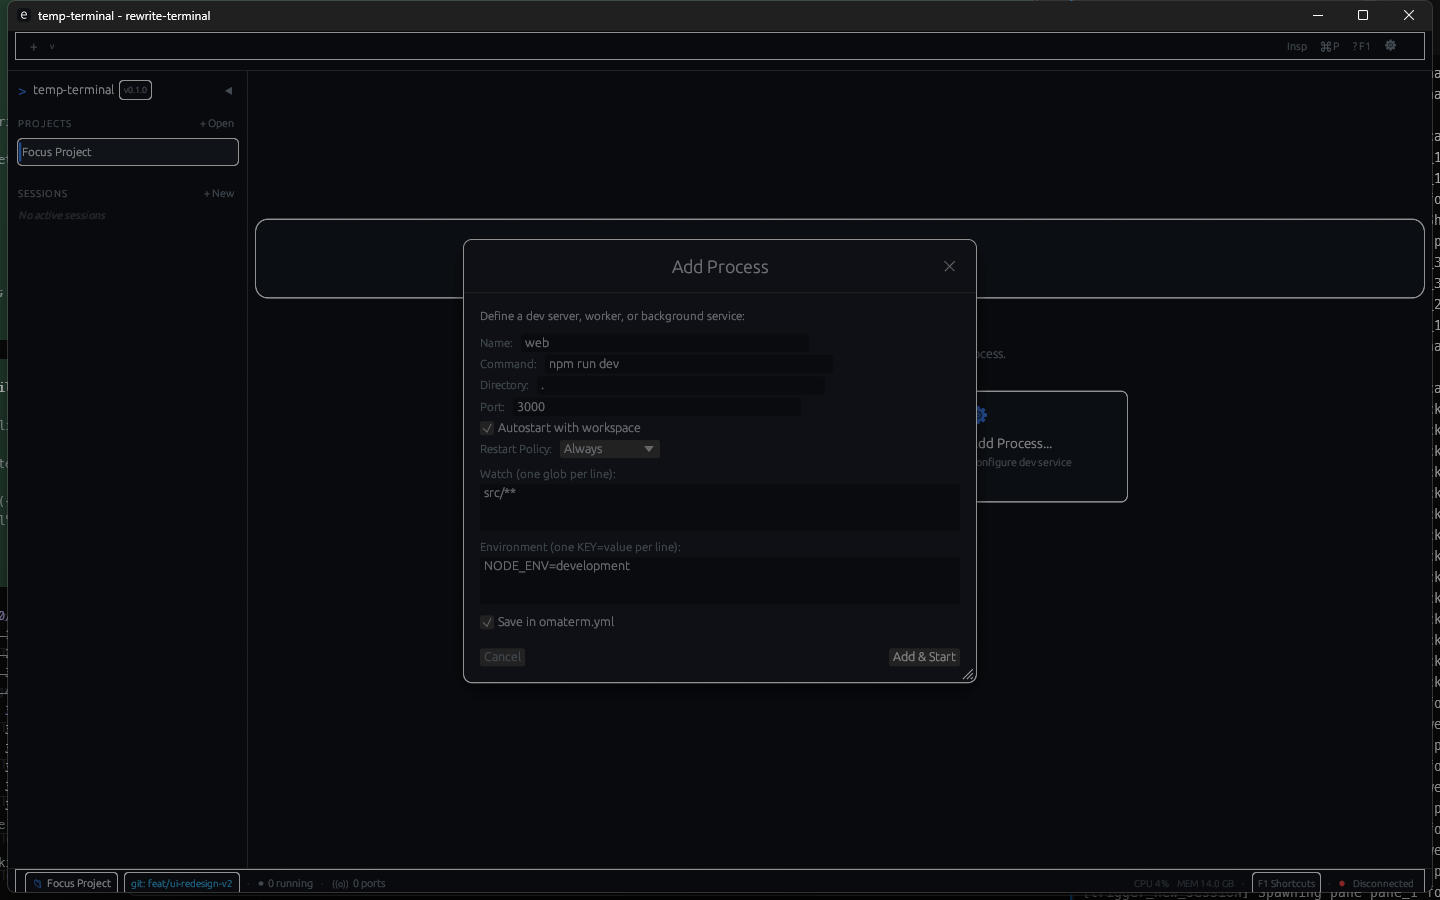 temp-terminal - rewrite-terminal
+ v
Insp ⌘P ? F1
> temp-terminal v0.1.0
PROJECTS + Open
Focus Project
SESSIONS + New
No active sessions
Add Process
Define a dev server, worker, or background service:
Name: web
Command: npm run dev
Directory: .
Port: 3000
Autostart with workspace
Restart Policy: Always
Watch (one glob per line):
src/**
Environment (one KEY=value per line):
NODE_ENV=development
Save in omaterm.yml
Cancel Add & Start
ocess.
dd Process...
onfigure dev service
Focus Project git: feat/ui-redesign-v2 · ● 0 running · ((o)) 0 ports
CPU 4% MEM 14.0 GB · F1 Shortcuts · ● Disconnected